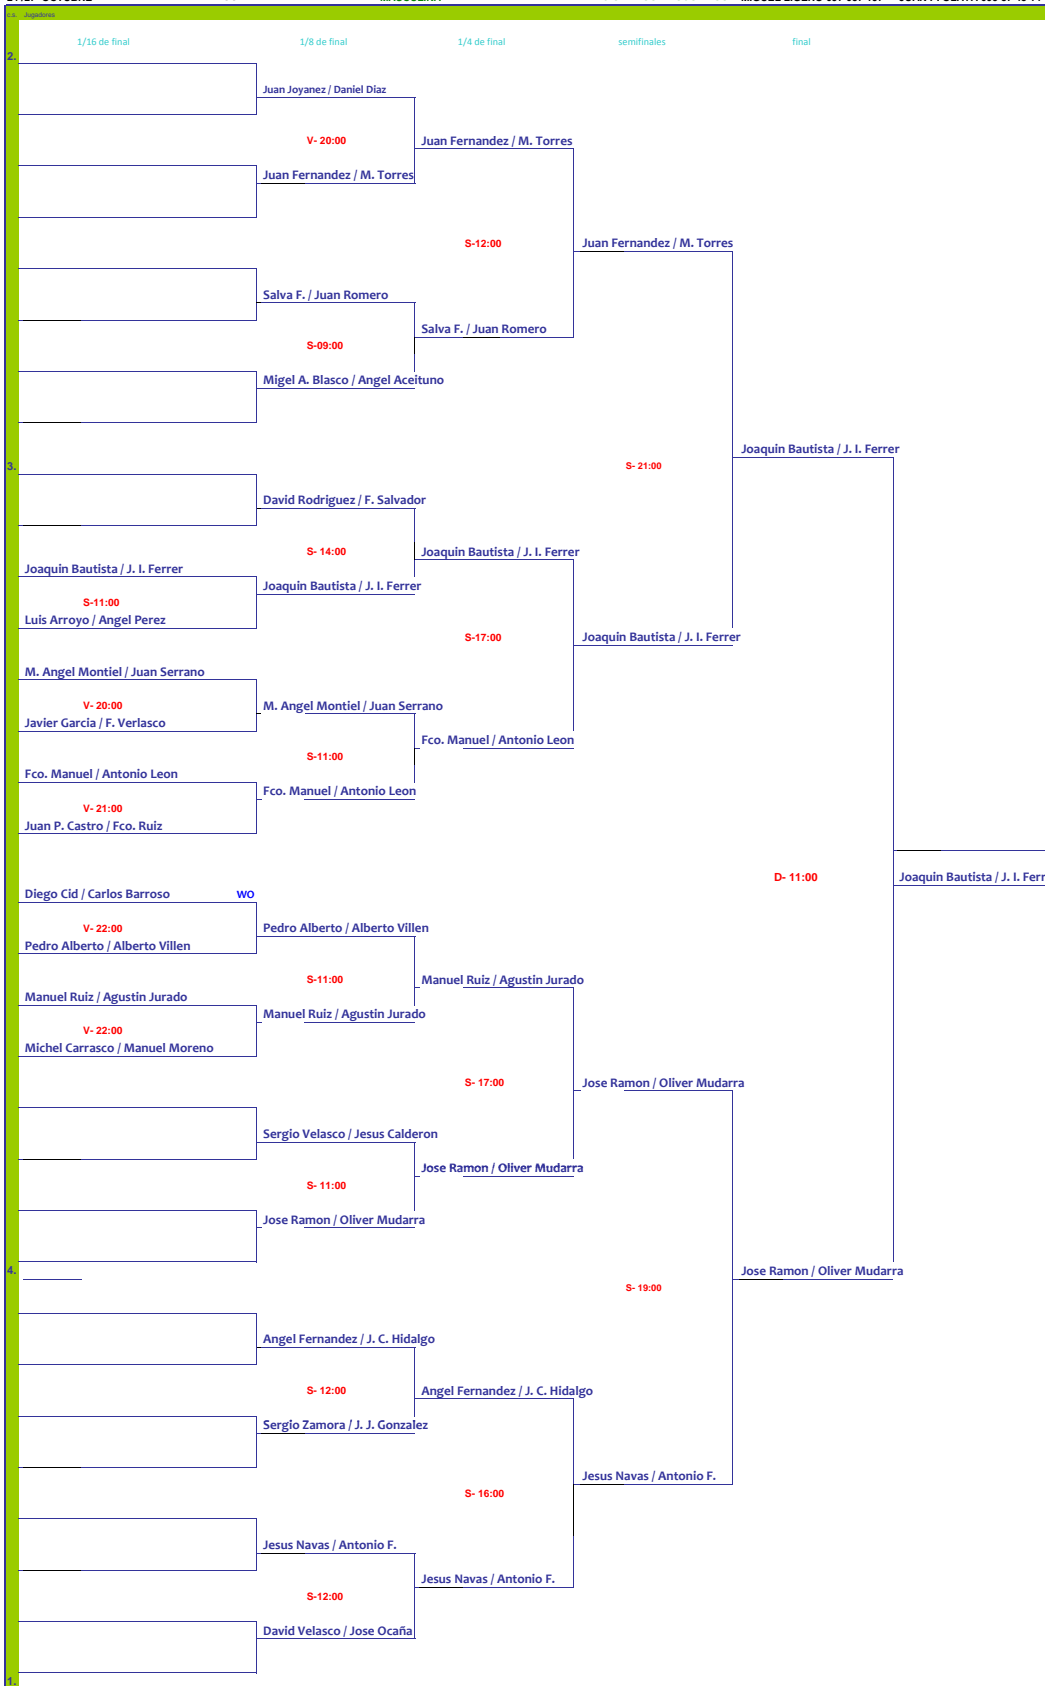 c.s. Jugadores
1/16 de final 1/8 de final 1/4 de final semifinales final
2.
Juan Joyanez / Daniel Diaz
V- 20:00
Juan Fernandez / M. Torres
Juan Fernandez / M. Torres
S-12:00
Juan Fernandez / M. Torres
Salva F. / Juan Romero
Salva F. / Juan Romero
S-09:00
Migel A. Blasco / Angel Aceituno
Joaquin Bautista / J. I. Ferrer
3.
S- 21:00
David Rodriguez / F. Salvador
S- 14:00
Joaquin Bautista / J. I. Ferrer
Joaquin Bautista / J. I. Ferrer
Joaquin Bautista / J. I. Ferrer
S-11:00
Luis Arroyo / Angel Perez
S-17:00
Joaquin Bautista / J. I. Ferrer
M. Angel Montiel / Juan Serrano
V- 20:00
M. Angel Montiel / Juan Serrano
Javier Garcia / F. Verlasco
Fco. Manuel / Antonio Leon
S-11:00
Fco. Manuel / Antonio Leon
Fco. Manuel / Antonio Leon
V- 21:00
Juan P. Castro / Fco. Ruiz
D- 11:00
Joaquin Bautista / J. I. Ferr
Diego Cid / Carlos Barroso WO
V- 22:00
Pedro Alberto / Alberto Villen
Pedro Alberto / Alberto Villen
S-11:00
Manuel Ruiz / Agustin Jurado
Manuel Ruiz / Agustin Jurado
Manuel Ruiz / Agustin Jurado
V- 22:00
Michel Carrasco / Manuel Moreno
S- 17:00
Jose Ramon / Oliver Mudarra
Sergio Velasco / Jesus Calderon
Jose Ramon / Oliver Mudarra
S- 11:00
Jose Ramon / Oliver Mudarra
4.
Jose Ramon / Oliver Mudarra
S- 19:00
Angel Fernandez / J. C. Hidalgo
S- 12:00
Angel Fernandez / J. C. Hidalgo
Sergio Zamora / J. J. Gonzalez
Jesus Navas / Antonio F.
S- 16:00
Jesus Navas / Antonio F.
Jesus Navas / Antonio F.
S-12:00
David Velasco / Jose Ocaña
1.